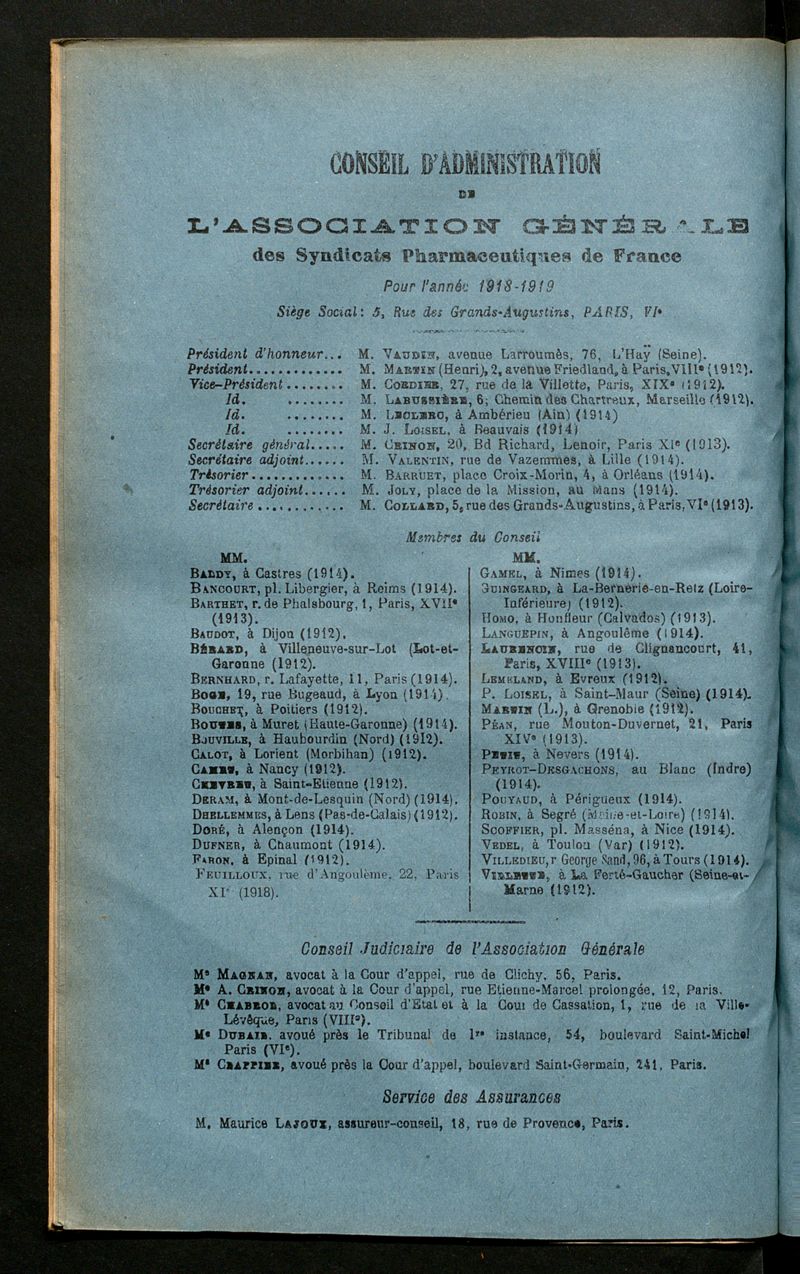 CONSEIL D'ADMINISTRATION
DE
L'ASSOCIATION GÉNÉRALE
des Syndicats Pharmaceutiques de France
Pour l'année 1918-1919
Siège Social: 5, Rue des Grands-Augustins, PARIS, VIe
Président d'honneur... M. VAUDIN, avenue Larroumès, 76, L'Haÿ (Seine).
Président............. M. MARTIN (Henri), 2, avenue Friedland, à Paris, VIIIe (1912).
Vice-Président........ M. CORDIER, 27, rue de la Villette, Paris, XIXe (1912).
Id. ........ M. LABUSSIÈRE, 6, Chemin des Chartreux, Marseille (1912).
Id. ........ M. LECLERC, à Ambérieu (Ain) (1914)
Id. ........ M. J. LOISEL, à Beauvais (1914)
Secrétaire général..... M. CRINON, 20, Bd Richard, Lenoir, Paris XIe (1913).
Secrétaire adjoint...... M. VALENTIN, rue de Vazemmes, à Lille (1914).
Trésorier............. M. BARRUET, place Croix-Morin, 4, à Orléans (1914).
Trésorier adjoint...... M. JOLY, place de la Mission, au Mans (1914).
Secrétaire............ M. COLLARD, 5, rue des Grands-Augustins, à Paris, VIe (1913).
Membres du Conseil
MM.
BALDY, à Castres (1914).
BANCOURT, pl. Libergier, à Reims (1914).
BARTHET, r. de Phalsbourg, 1, Paris, XVIIe
(1913).
BAUDOT, à Dijon (1912).
BÉRARD, à Villeneuve-sur-Lot (Lot-et-
Garonne (1912).
BERNHARD, r. Lafayette, 11, Paris (1914).
19, rue Bugeaud, à Lyon (1914).
BOUCHET, à Poitiers (1912).
à Muret (Haute-Garonne) (1914).
BOUVILLE, à Haubourdin (Nord) (1912).
CALOT, à Lorient (Morbihan) (1912).
à Nancy (1912).
à Saint-Etienne (1912).
DERAM, à Mont-de-Lesquin (Nord) (1914).
DHELLEMMES, à Lens (Pas-de-Calais) (1912).
DORÉ, à Alençon (1914).
DUFNER, à Chaumont (1914).
FARON, à Epinal (1912).
FEUILLOUX, rue d'Angoulème, 22, Paris
XIe (1918).
MM.
GAMEL, à Nimes (1914).
GUINGEARD, à La-Bernerie-en-Retz (Loire-
Inférieure) (1912).
HOMO, à Honfleur (Calvados) (1913).
LANGUEPIN, à Angoulême (1914).
LAURENCIN, rue de Clignancourt, 41,
Paris, XVIIIe (1913).
LEMELAND, à Evreux (1912).
P. LOISEL, à Saint-Maur (Seine) (1914).
MARTIN (L.), à Grenoble (1912).
PÉAN, rue Mouton-Duvernet, 21, Paris
XIVe (1913).
PETIT, à Nevers (1914).
PEYROT-DESGACHONS, au Blanc (Indre)
(1914).
POUYAUD, à Périgueux (1914).
ROBIN, à Segré (Maine-et-Loire) (1914).
SCOFFIER, pl. Masséna, à Nice (1914).
VEDEL, à Toulon (Var) (1912).
VILLEDIEU, r George Sand, 96, à Tours (1914).
à La Ferté-Gaucher (Seine-et-
Marne (1912).
Conseil Judiciaire de l'Association Générale
Me MAGNAN, avocat à la Cour d'appel, rue de Clichy, 56, Paris.
Me A. CRINON, avocat à la Cour d'appel, rue Etienne-Marcel prolongée, 12, Paris.
Me CHABROL, avocat au Conseil d'Etat et à la Cour de Cassation, 1, rue de la Ville-
Lévêque, Paris (VIIIe).
Me DUBAIL, avoué près le Tribunal de 1re instance, 54, boulevard Saint-Michel
Paris (VIe).
Me avoué près la Cour d'appel, boulevard Saint-Germain, 241, Paris.
Service des Assurances
M. Maurice LAJOUX, assureur-conseil, 18, rue de Provence, Paris.